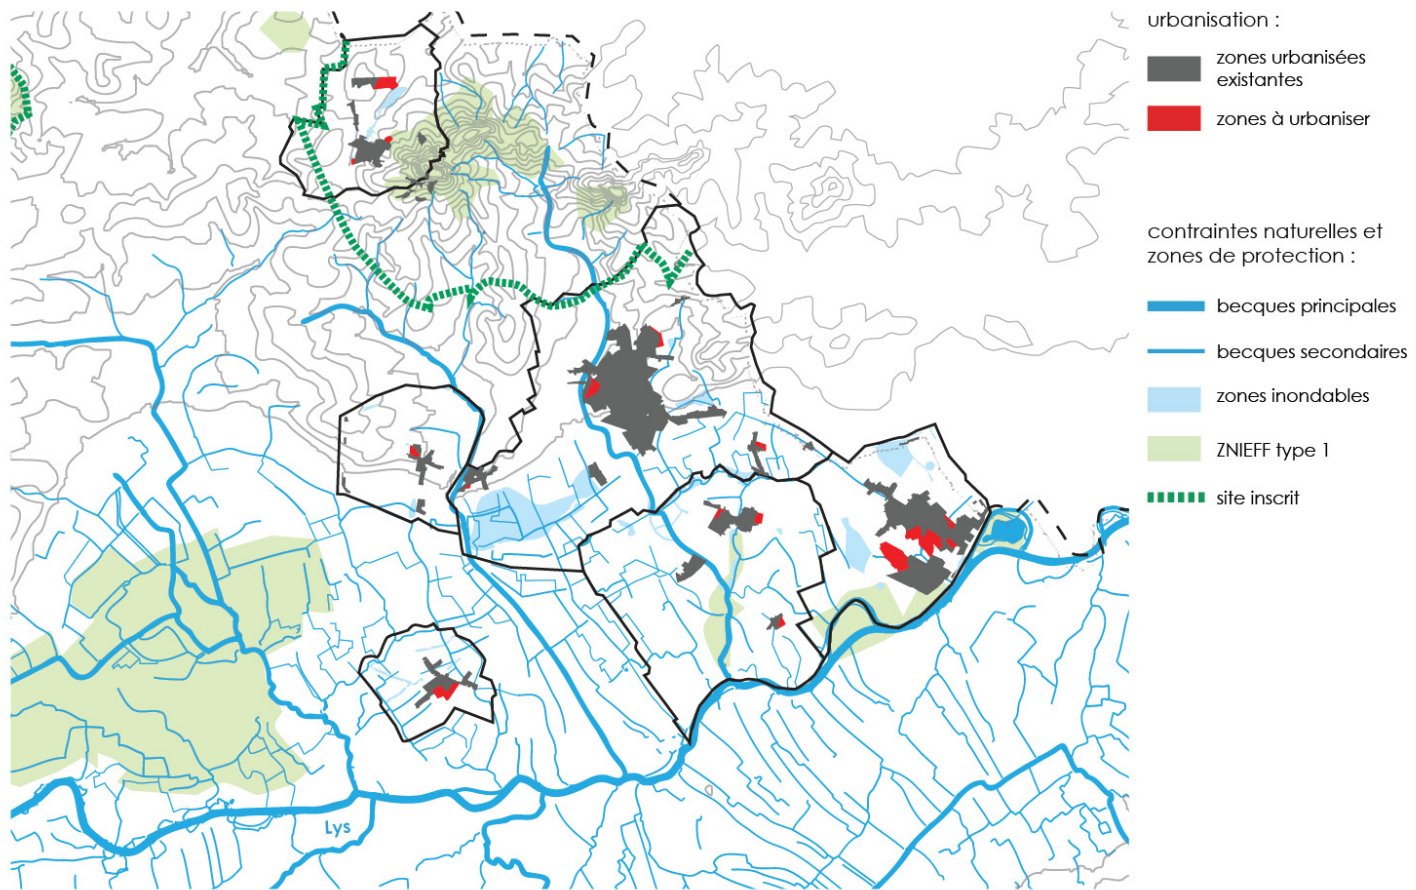 urbanisation :
zones urbanisées
existantes
zones à urbaniser
contraintes naturelles et
zones de protection :
becques principales
becques secondaires
zones inondables
ZNIEFF type 1
site inscrit
Lys